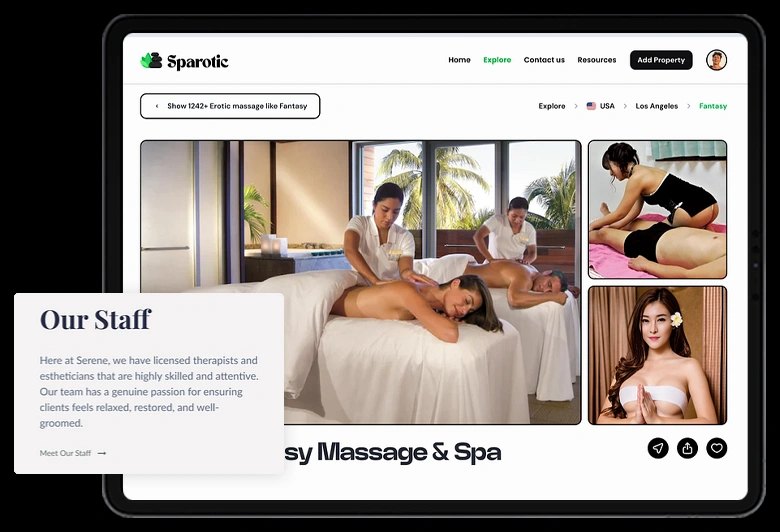 Sparotic
Home Explore Contact us Resources Add Property
‹ Show 1242+ Erotic massage like Fantasy
Explore › USA › Los Angeles › Fantasy
Our Staff
Here at Serene, we have licensed therapists and
estheticians that are highly skilled and attentive.
Our team has a genuine passion for ensuring
clients feels relaxed, restored, and well-
groomed.
Meet Our Staff →
sy Massage & Spa